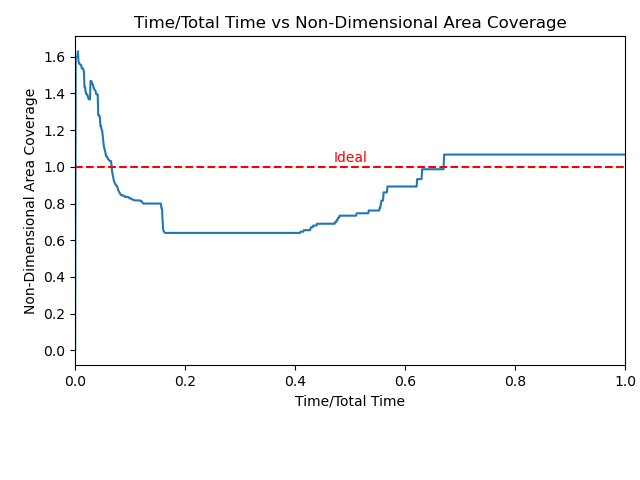 Time/Total Time vs Non-Dimensional Area Coverage
1.6
1.4
1.2
1.0
0.8
0.6
0.4
0.2
0.0
Non-Dimensional Area Coverage
Ideal
0.0 0.2 0.4 0.6 0.8 1.0
Time/Total Time